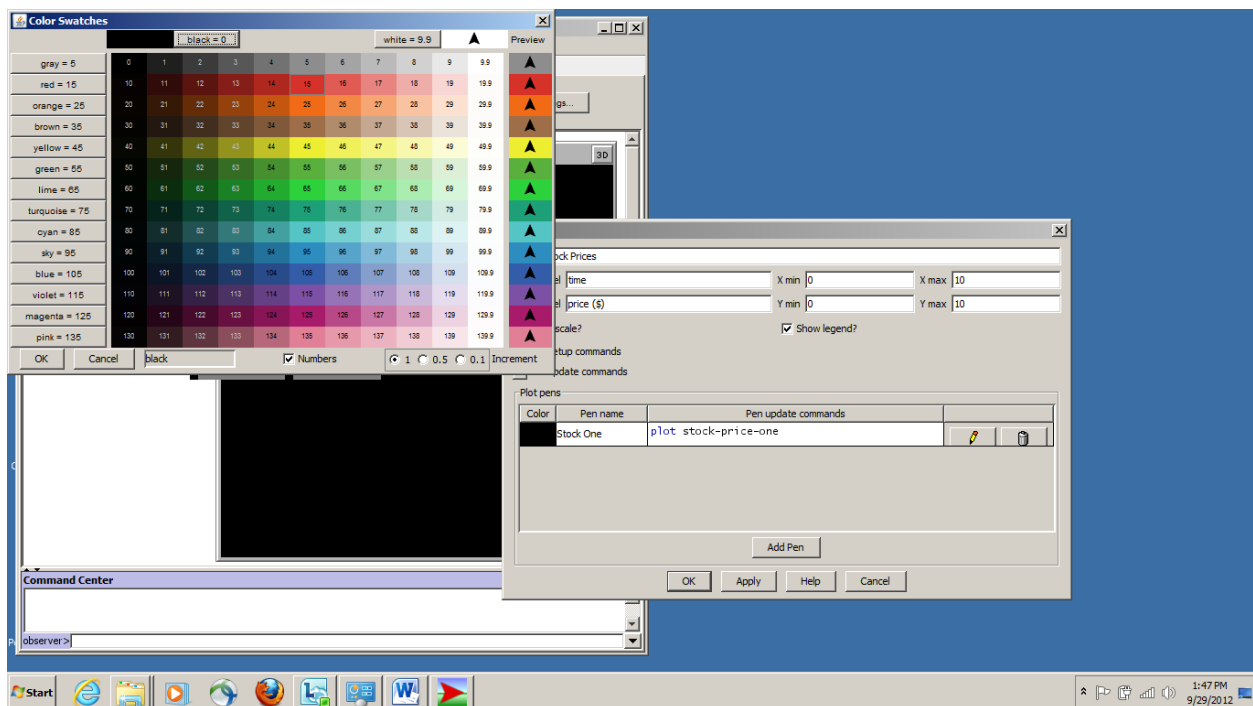 Color Swatches
black = 0
white = 9.9
Preview
gray = 5 0 1 2 3 4 5 6 7 8 9 9.9
red = 15 10 11 12 13 14 15 16 17 18 19 19.9
orange = 25 20 21 22 23 24 25 26 27 28 29 29.9
brown = 35 30 31 32 33 34 35 36 37 38 39 39.9
yellow = 45 40 41 42 43 44 45 46 47 48 49 49.9
green = 55 50 51 52 53 54 55 56 57 58 59 59.9
lime = 65 60 61 62 63 64 65 66 67 68 69 69.9
turquoise = 75 70 71 72 73 74 75 76 77 78 79 79.9
cyan = 85 80 81 82 83 84 85 86 87 88 89 89.9
sky = 95 90 91 92 93 94 95 96 97 98 99 99.9
blue = 105 100 101 102 103 104 105 106 107 108 109 109.9
violet = 115 110 111 112 113 114 115 116 117 118 119 119.9
magenta = 125 120 121 122 123 124 125 126 127 128 129 129.9
pink = 135 130 131 132 133 134 135 136 137 138 139 139.9
OK Cancel black Numbers 1 0.5 0.1 Increment
gs...
3D
ock Prices
el time X min 0 X max 10
el price ($) Y min 0 Y max 10
scale? Show legend?
etup commands
pdate commands
Plot pens
Color Pen name Pen update commands
Stock One plot stock-price-one
Add Pen
OK Apply Help Cancel
Command Center
observer>
Start
W
1:47 PM
9/29/2012